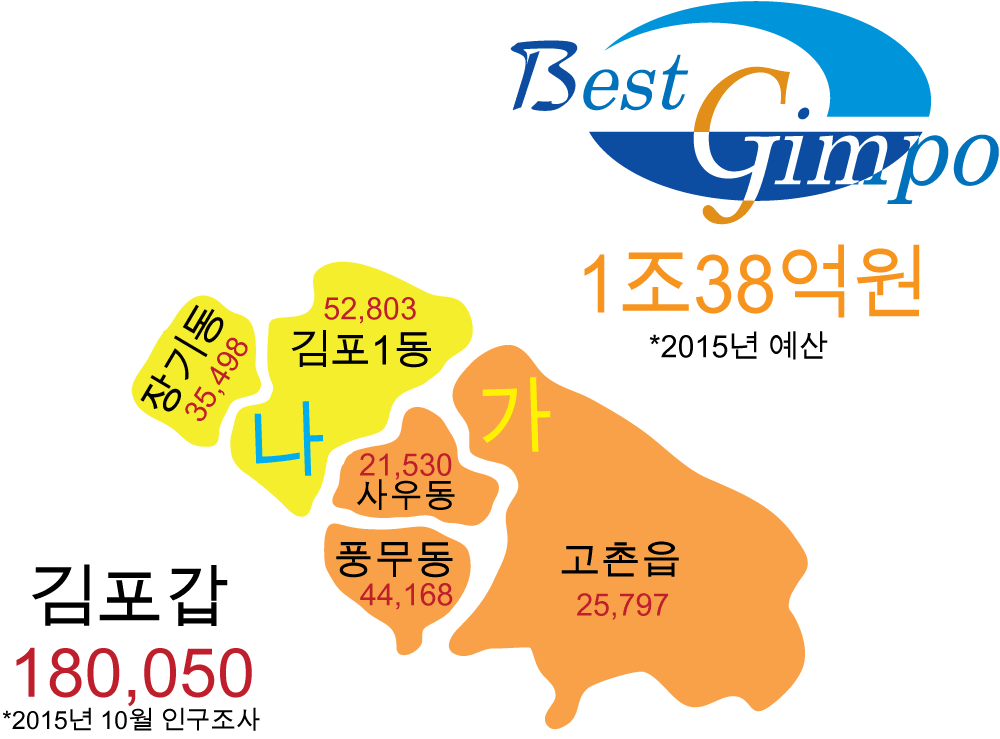 Best
Gimpo
1조38억원
*2015년 예산
52,803
김포1동
장기동
35,498
나
가
21,530
사우동
풍무동
44,168
고촌읍
25,797
김포갑
180,050
*2015년 10월 인구조사